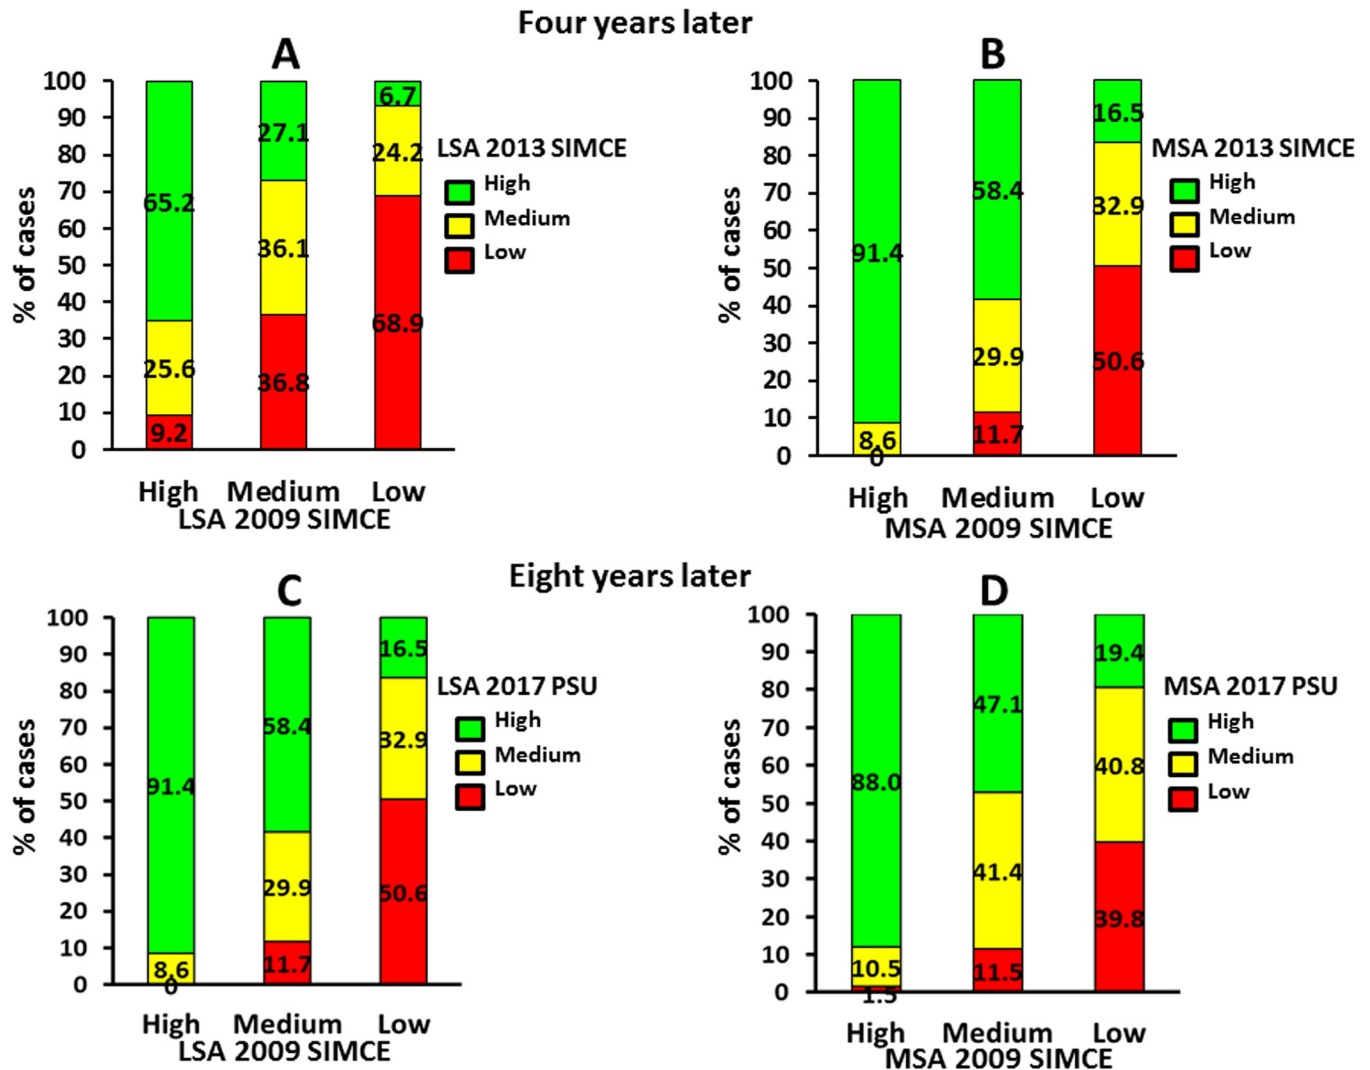 Four years later
A
100
90
80
70
60
50
40
30
20
10
0
% of cases
65.2
25.6
9.2
27.1
36.1
36.8
6.7
24.2
68.9
High Medium Low
LSA 2009 SIMCE
LSA 2013 SIMCE
High
Medium
Low
B
100
90
80
70
60
50
40
30
20
10
0
% of cases
91.4
8.6
0
58.4
29.9
11.7
16.5
32.9
50.6
High Medium Low
MSA 2009 SIMCE
MSA 2013 SIMCE
High
Medium
Low
Eight years later
C
100
90
80
70
60
50
40
30
20
10
0
% of cases
91.4
8.6
0
58.4
29.9
11.7
16.5
32.9
50.6
High Medium Low
LSA 2009 SIMCE
LSA 2017 PSU
High
Medium
Low
D
100
90
80
70
60
50
40
30
20
10
0
% of cases
88.0
10.5
1.5
47.1
41.4
11.5
19.4
40.8
39.8
High Medium Low
MSA 2009 SIMCE
MSA 2017 PSU
High
Medium
Low